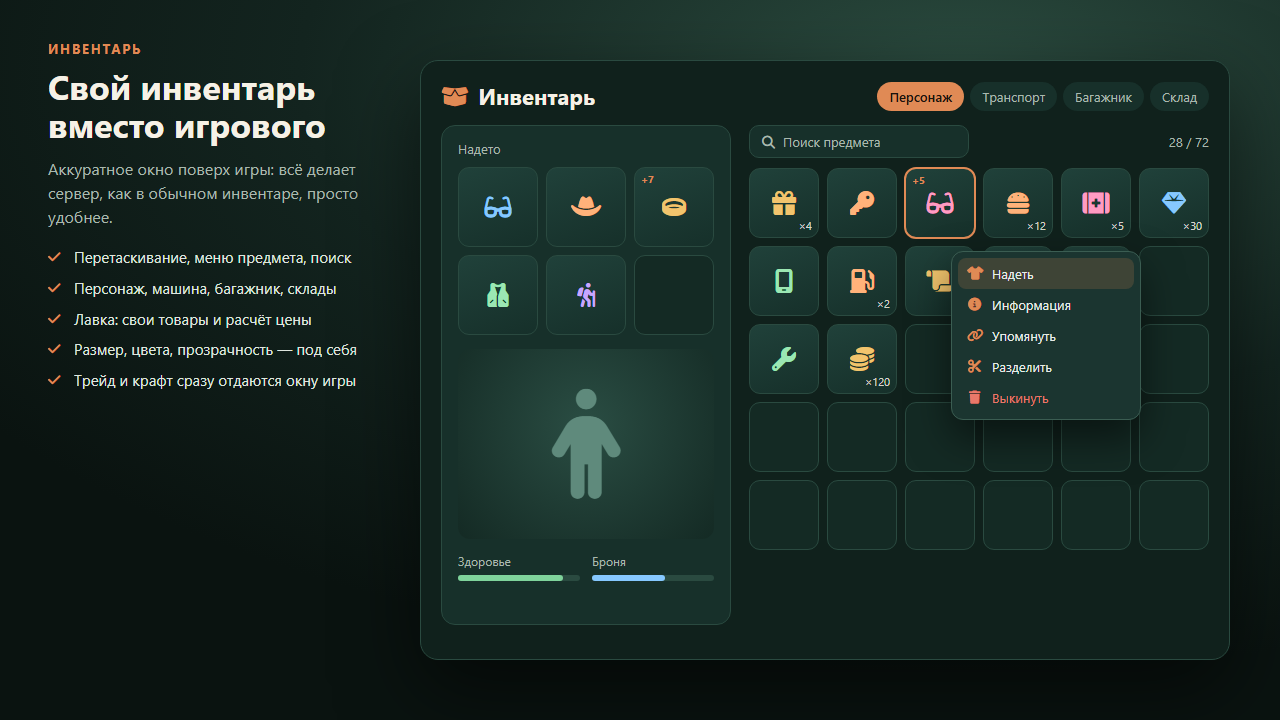 ИНВЕНТАРЬ
Свой инвентарь
вместо игрового
Аккуратное окно поверх игры: всё делает
сервер, как в обычном инвентаре, просто
удобнее.
Перетаскивание, меню предмета, поиск
Персонаж, машина, багажник, склады
Лавка: свои товары и расчёт цены
Размер, цвета, прозрачность — под себя
Трейд и крафт сразу отдаются окну игры
Инвентарь
Персонаж
Транспорт
Багажник
Склад
Надето
+7
Здоровье
Броня
Поиск предмета
28 / 72
×4
+5
×12
×5
×30
×2
×120
Надеть
Информация
Упомянуть
Разделить
Выкинуть